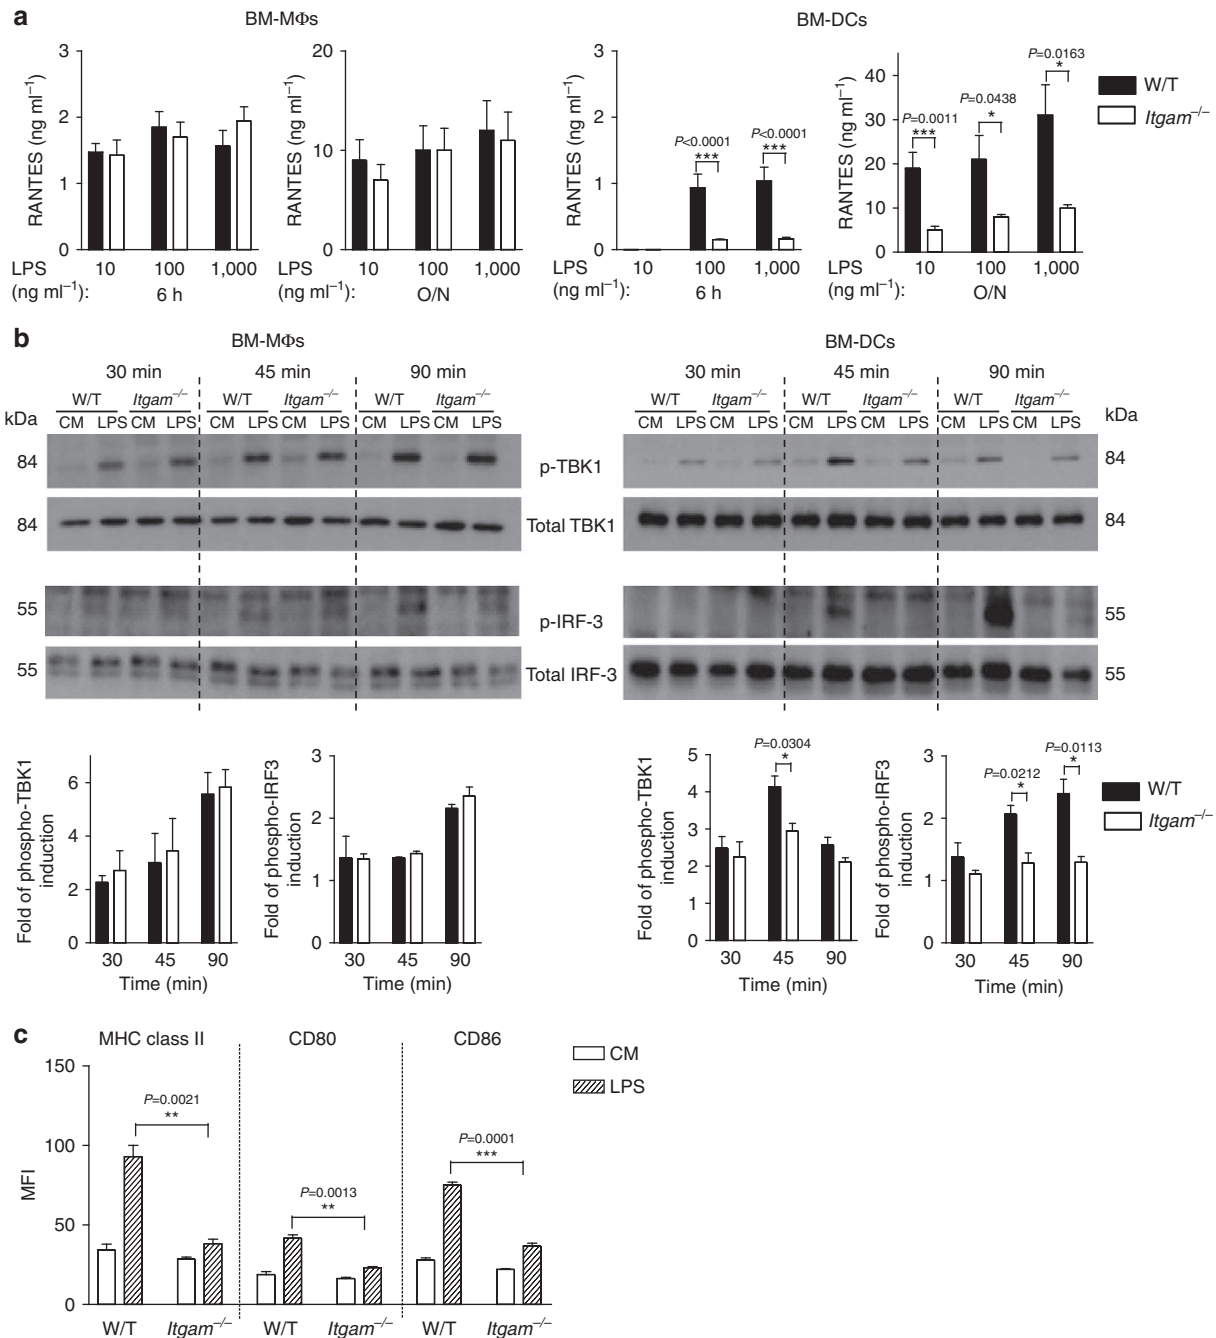 a
BM-MΦs
BM-DCs
RANTES (ng ml⁻¹)
3
2
1
0
LPS (ng ml⁻¹):
10 100 1,000
6 h
RANTES (ng ml⁻¹)
20
10
0
LPS (ng ml⁻¹):
10 100 1,000
O/N
RANTES (ng ml⁻¹)
3
2
1
0
P<0.0001
***
P<0.0001
***
LPS (ng ml⁻¹):
10 100 1,000
6 h
RANTES (ng ml⁻¹)
40
30
20
10
0
P=0.0011
***
P=0.0438
*
P=0.0163
*
LPS (ng ml⁻¹):
10 100 1,000
O/N
W/T
Itgam⁻/⁻
b
BM-MΦs
BM-DCs
30 min 45 min 90 min
W/T Itgam⁻/⁻ W/T Itgam⁻/⁻ W/T Itgam⁻/⁻
kDa CM LPS CM LPS CM LPS CM LPS CM LPS CM LPS
30 min 45 min 90 min
W/T Itgam⁻/⁻ W/T Itgam⁻/⁻ W/T Itgam⁻/⁻
CM LPS CM LPS CM LPS CM LPS CM LPS CM LPS kDa
84 p-TBK1 84
84 Total TBK1 84
55 p-IRF-3 55
55 Total IRF-3 55
Fold of phospho-TBK1
induction
6
4
2
0
30 45 90
Time (min)
Fold of phospho-IRF3
induction
3
2
1
0
30 45 90
Time (min)
Fold of phospho-TBK1
induction
5
4
3
2
1
0
P=0.0304
*
30 45 90
Time (min)
Fold of phospho-IRF3
induction
3
2
1
0
P=0.0212
*
P=0.0113
*
30 45 90
Time (min)
W/T
Itgam⁻/⁻
c
MHC class II CD80 CD86
CM
LPS
MFI
150
100
50
0
P=0.0021
**
P=0.0013
**
P=0.0001
***
W/T Itgam⁻/⁻ W/T Itgam⁻/⁻ W/T Itgam⁻/⁻